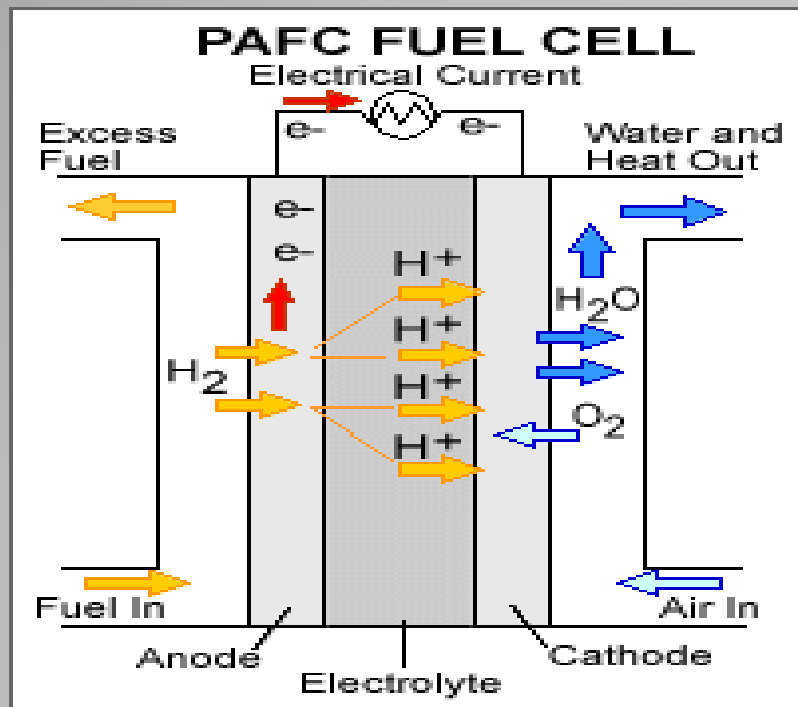 PAFC FUEL CELL
Electrical Current
e-
e-
Excess
Fuel
Water and
Heat Out
e-
e-
H+
H2O
H+
H2
H+
O2
H+
Fuel In
Air In
Anode
Cathode
Electrolyte